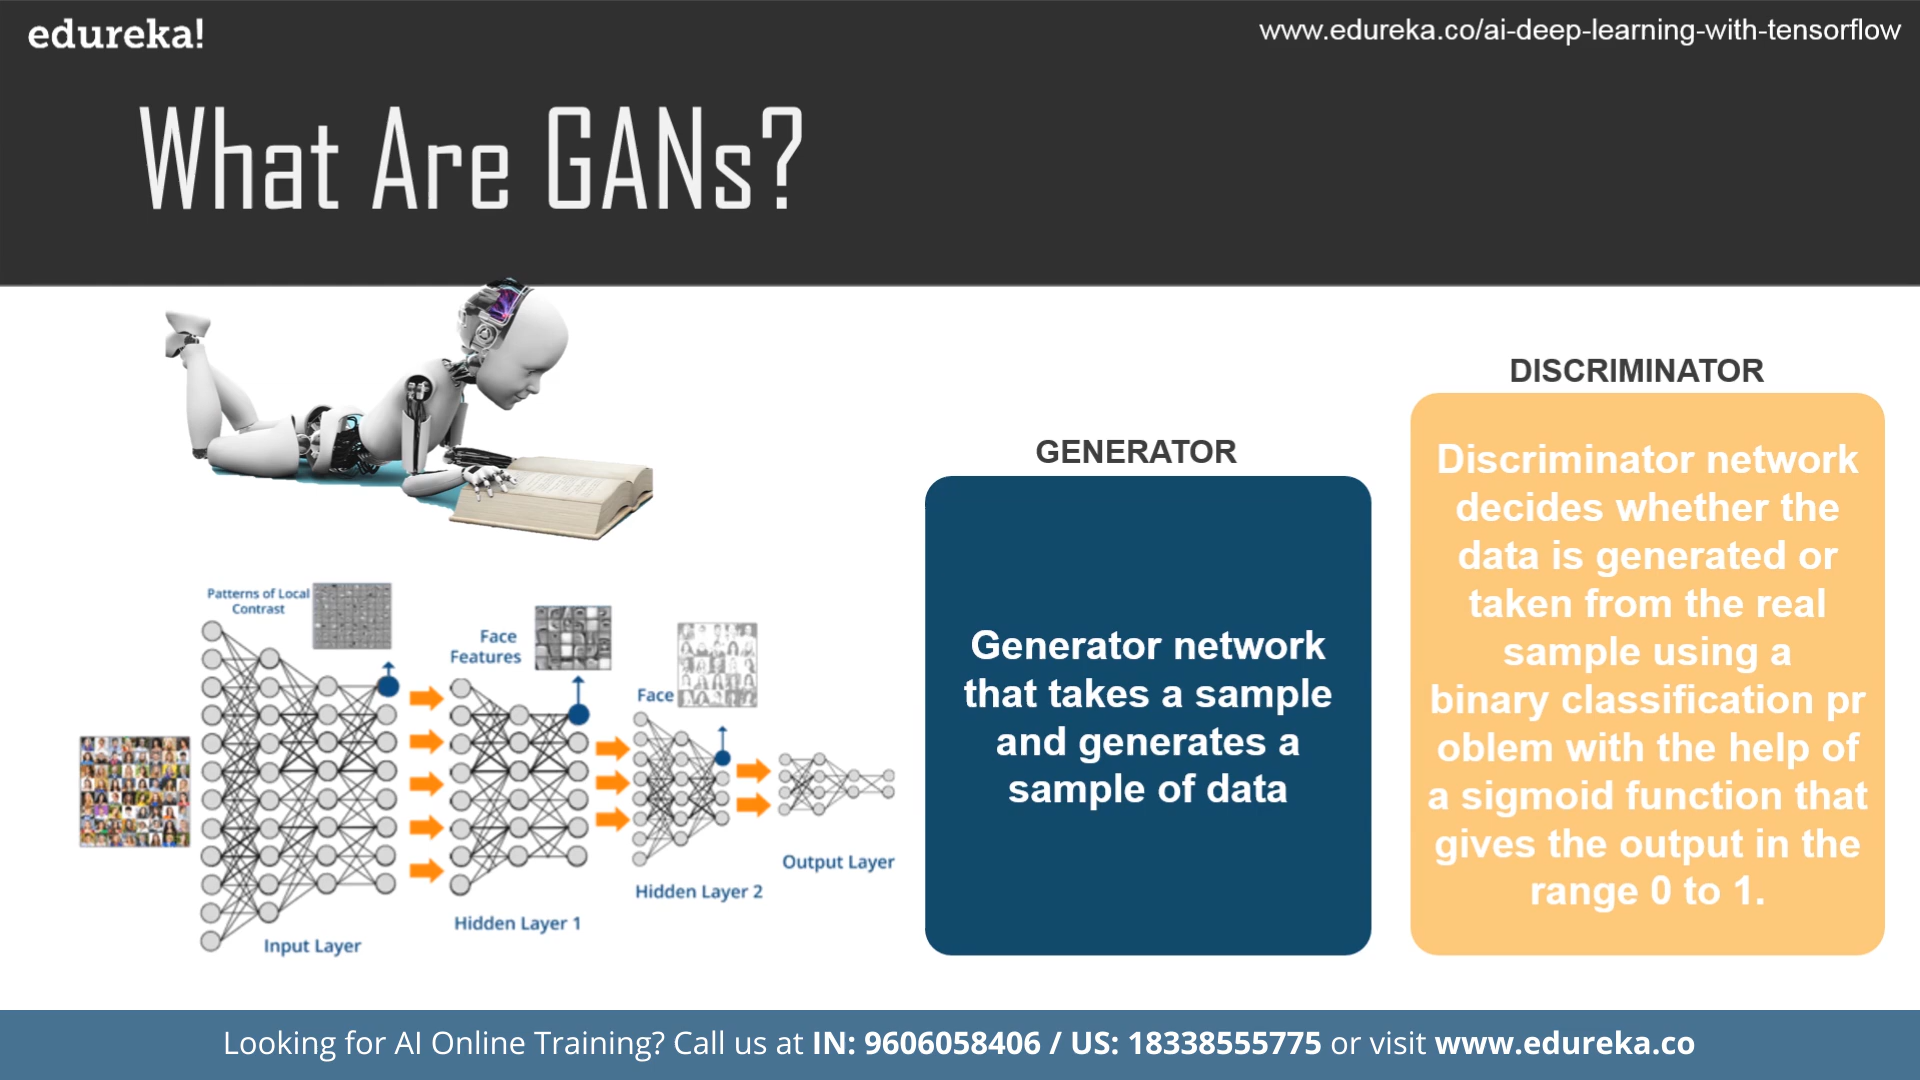 edureka!
www.edureka.co/ai-deep-learning-with-tensorflow
What Are GANs?
Patterns of Local
Contrast
Face
Features
Face
Input Layer
Hidden Layer 1
Hidden Layer 2
Output Layer
GENERATOR
Generator network
that takes a sample
and generates a
sample of data
DISCRIMINATOR
Discriminator network
decides whether the
data is generated or
taken from the real
sample using a
binary classification pr
oblem with the help of
a sigmoid function that
gives the output in the
range 0 to 1.
Looking for AI Online Training? Call us at IN: 9606058406 / US: 18338555775 or visit www.edureka.co